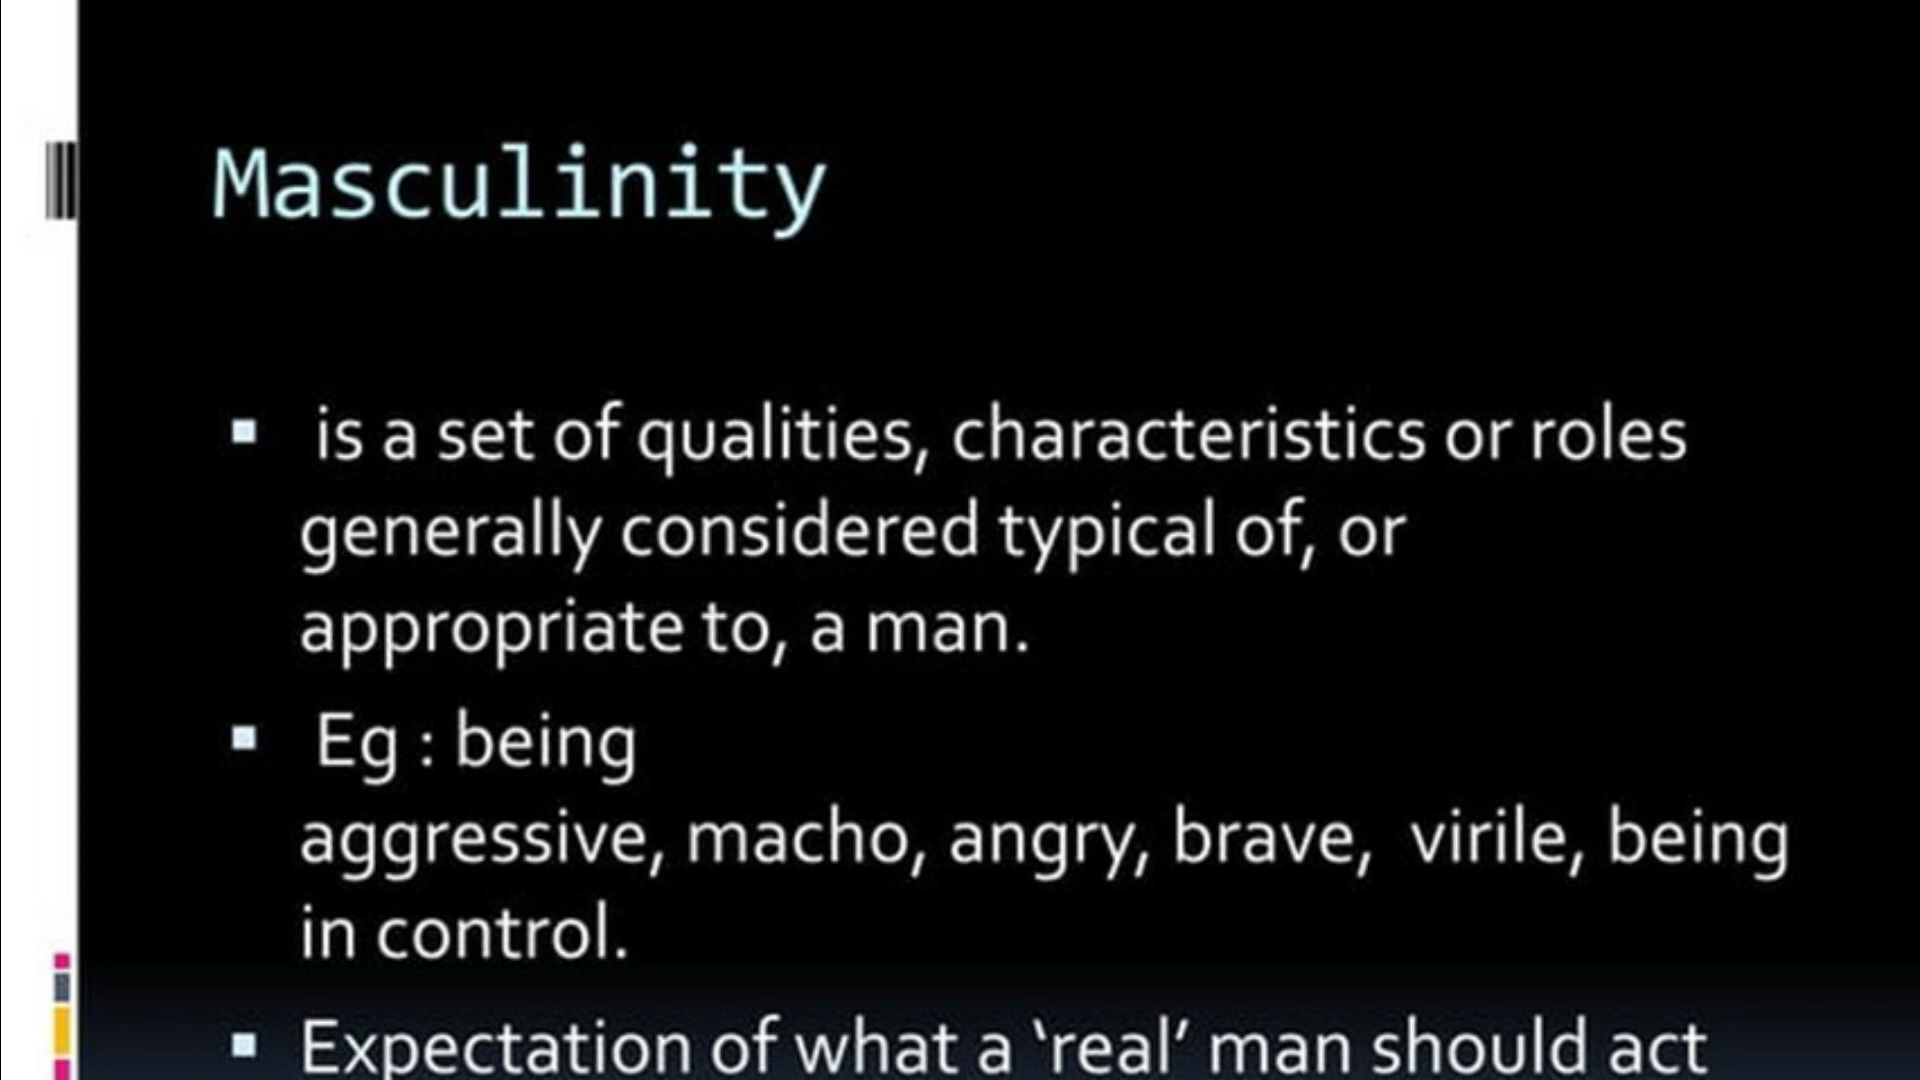 Masculinity
is a set of qualities, characteristics or roles
generally considered typical of, or
appropriate to, a man.
Eg : being
aggressive, macho, angry, brave, virile, being
in control.
Expectation of what a ‘real’ man should act